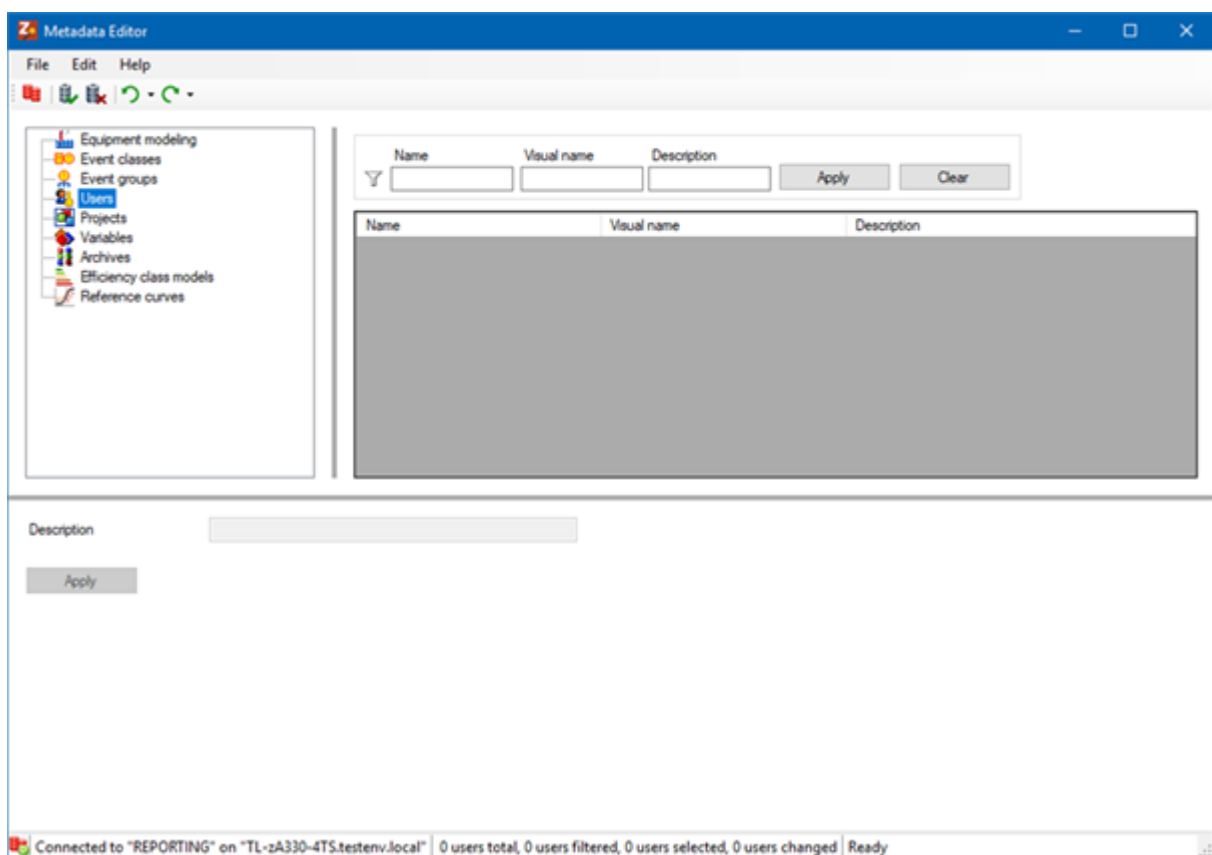 Metadata Editor
File Edit Help
Equipment modeling
Event classes
Event groups
Users
Projects
Variables
Archives
Efficiency class models
Reference curves
Name Visual name Description
Apply Clear
Name Visual name Description
Description
Apply
Connected to "REPORTING" on "TL-zA330-4TS.testenv.local" 0 users total, 0 users filtered, 0 users selected, 0 users changed Ready